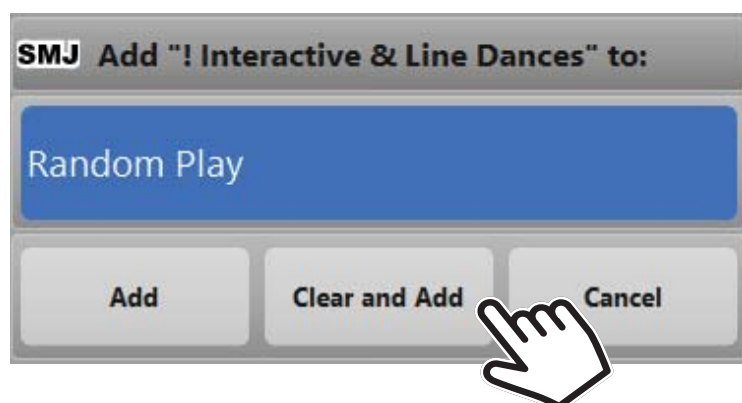 SMJ Add "! Interactive & Line Dances" to:
Random Play
Add Clear and Add Cancel